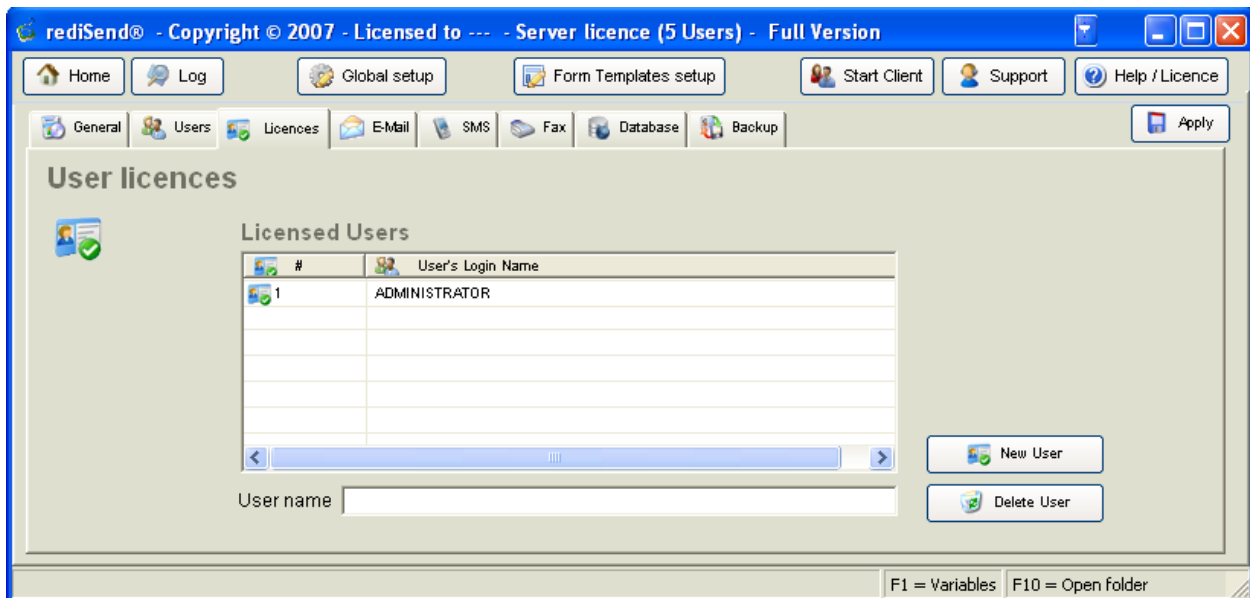 rediSend® - Copyright © 2007 - Licensed to --- - Server licence (5 Users) - Full Version
Home Log Global setup Form Templates setup Start Client Support Help / Licence
General Users Licences E-Mail SMS Fax Database Backup Apply
User licences
Licensed Users
# User's Login Name
1 ADMINISTRATOR
New User
User name
Delete User
F1 = Variables F10 = Open folder